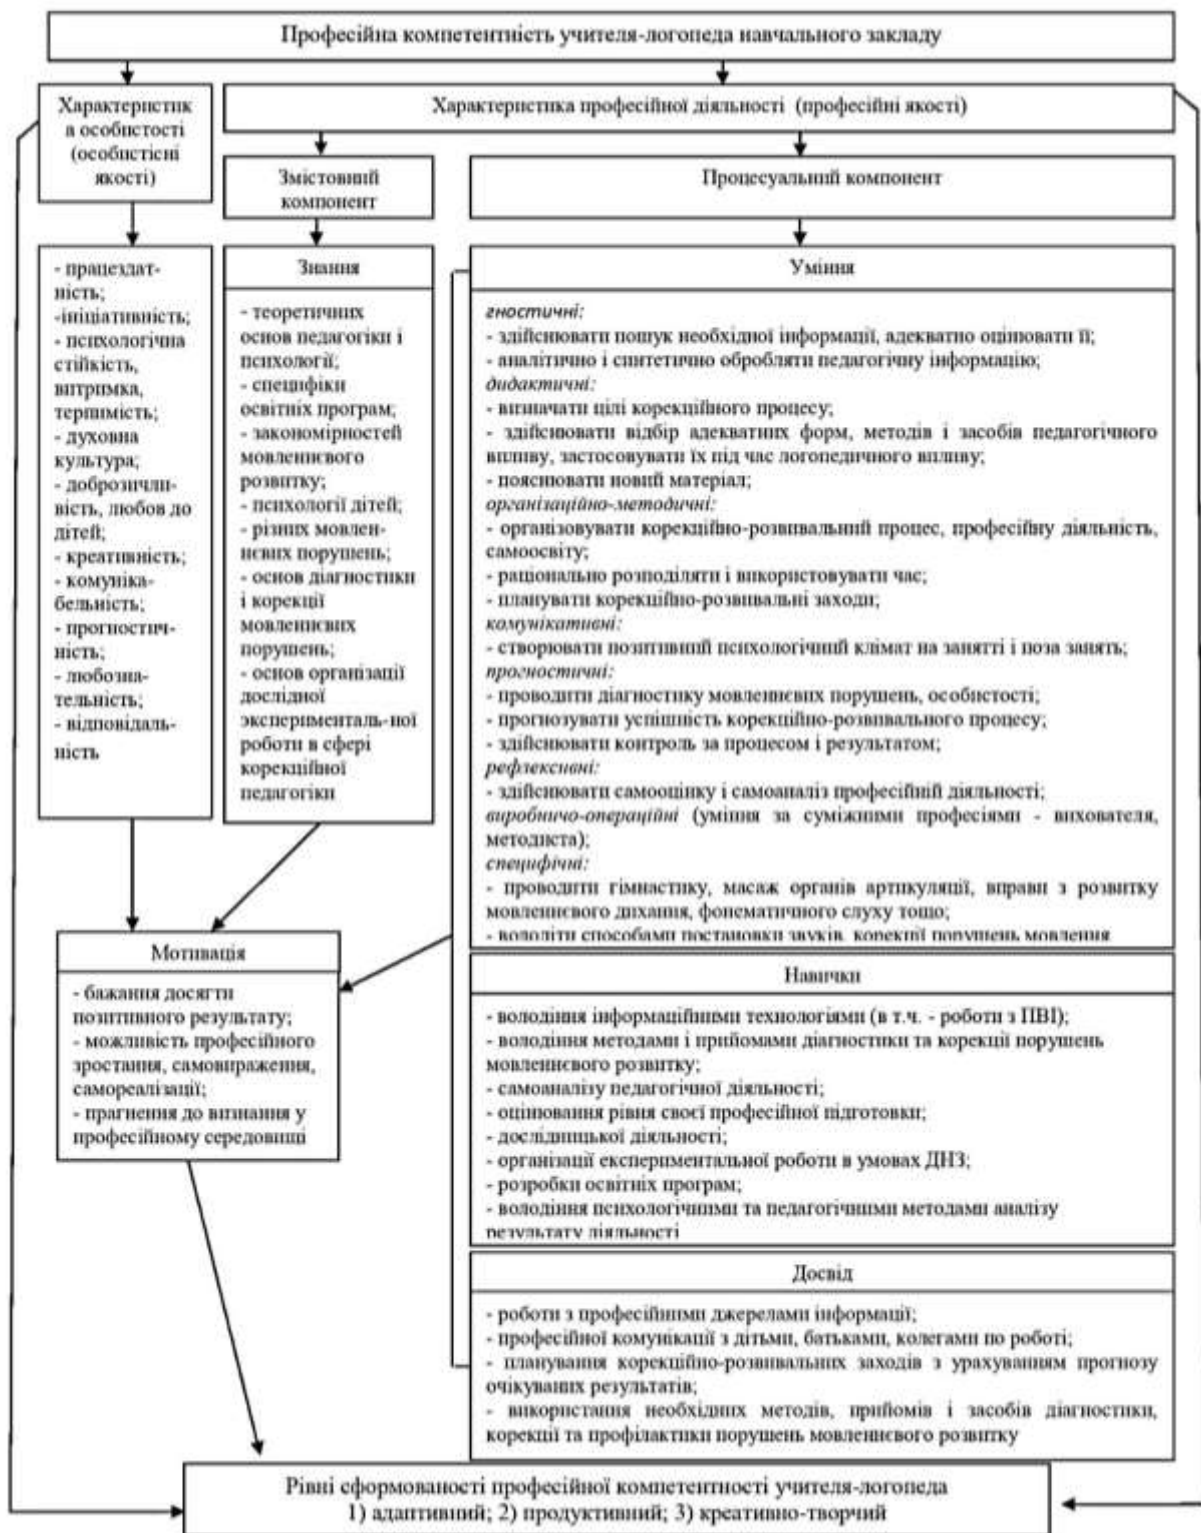 Професійна компетентність учителя-логопеда навчального закладу
Характеристик
а особистості
(особистісні
якості)
Характеристика професійної діяльності (професійні якості)
Змістовний
компонент
Процесуальний компонент
- працездат-
ність;
-ініціативність;
- психологічна
стійкість,
витримка,
терпимість;
- духовна
культура;
- доброзичли-
вість, любов до
дітей;
- креативність;
- комуніка-
бельність;
- прогностич-
ність;
- любозна-
тельність;
- відповідаль-
ність
Знання
- теоретичних
основ педагогіки і
психології;
- специфіки
освітніх програм;
- закономірностей
мовленнєвого
розвитку;
- психології дітей;
- різних мовлен-
нєвих порушень;
- основ діагностики
і корекції
мовленнєвих
порушень;
- основ організації
дослідної
эксперименталь-ної
роботи в сфері
корекційної
педагогіки
Уміння
гностичні:
- здійснювати пошук необхідної інформації, адекватно оцінювати її;
- аналітично і синтетично обробляти педагогічну інформацію;
дидактичні:
- визначати цілі корекційного процесу;
- здійснювати відбір адекватних форм, методів і засобів педагогічного
впливу, застосовувати їх під час логопедичного впливу;
- пояснювати новий матеріал;
організаційно-методичні:
- організовувати корекційно-розвивальний процес, професійну діяльність,
самоосвіту;
- раціонально розподіляти і використовувати час;
- планувати корекційно-розвивальні заходи;
комунікативні:
- створювати позитивний психологічний клімат на занятті і поза занять;
прогностичні:
- проводити діагностику мовленнєвих порушень, особистості;
- прогнозувати успішність корекційно-розвивального процесу;
- здійснювати контроль за процесом і результатом;
рефлексивні:
- здійснювати самооцінку і самоаналіз професійній діяльності;
виробничо-операційні (уміння за суміжними професіями - вихователя,
методиста);
специфічні:
- проводити гімнастику, масаж органів артикуляції, вправи з розвитку
мовленнєвого дихання, фонематичного слуху тощо;
- володіти способами постановки звуків, корекції порушень мовлення
Мотивація
- бажання досягти
позитивного результату;
- можливість професійного
зростання, самовираження,
самореалізації;
- прагнення до визнання у
професійному середовищі
Навички
- володіння інформаційними технологіями (в т.ч. - роботи з ПВІ);
- володіння методами і прийомами діагностики та корекції порушень
мовленнєвого розвитку;
- самоаналізу педагогічної діяльності;
- оцінювання рівня своєї професійної підготовки;
- дослідницької діяльності;
- організації експериментальної роботи в умовах ДНЗ;
- розробки освітніх програм;
- володіння психологічними та педагогічними методами аналізу
результату діяльності
Досвід
- роботи з професійними джерелами інформації;
- професійної комунікації з дітьми, батьками, колегами по роботі;
- планування корекційно-розвивальних заходів з урахуванням прогнозу
очікуваних результатів;
- використання необхідних методів, прийомів і засобів діагностики,
корекції та профілактики порушень мовленнєвого розвитку
Рівні сформованості професійної компетентності учителя-логопеда
1) адаптивний; 2) продуктивний; 3) креативно-творчий